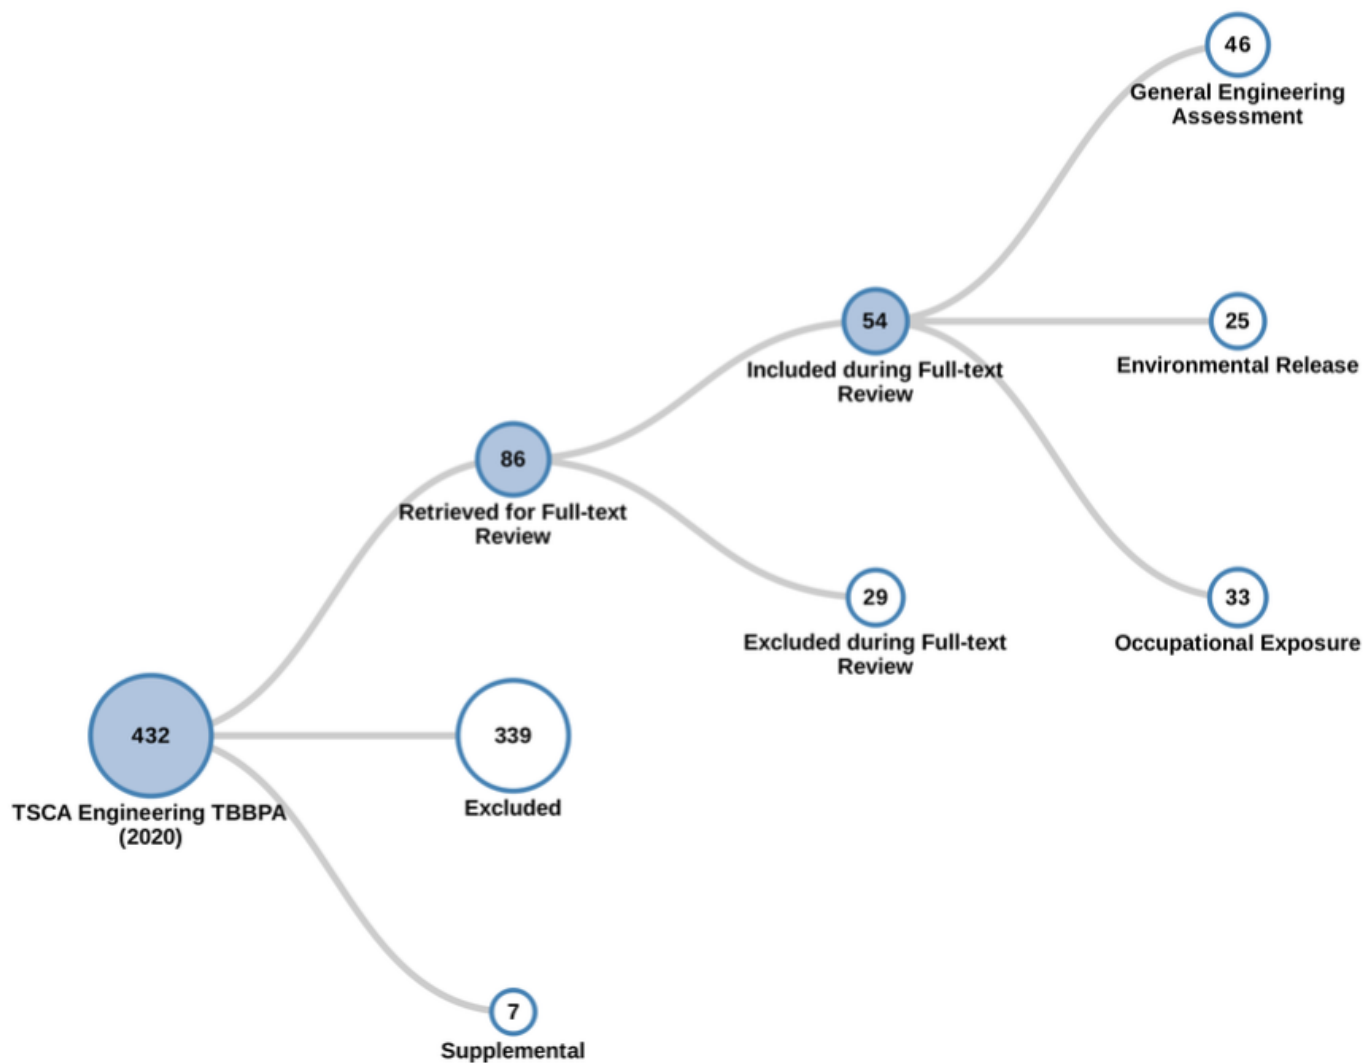 46
General Engineering
Assessment
54
Included during Full-text
Review
25
Environmental Release
86
Retrieved for Full-text
Review
29
Excluded during Full-text
Review
33
Occupational Exposure
432
TSCA Engineering TBBPA
(2020)
339
Excluded
7
Supplemental